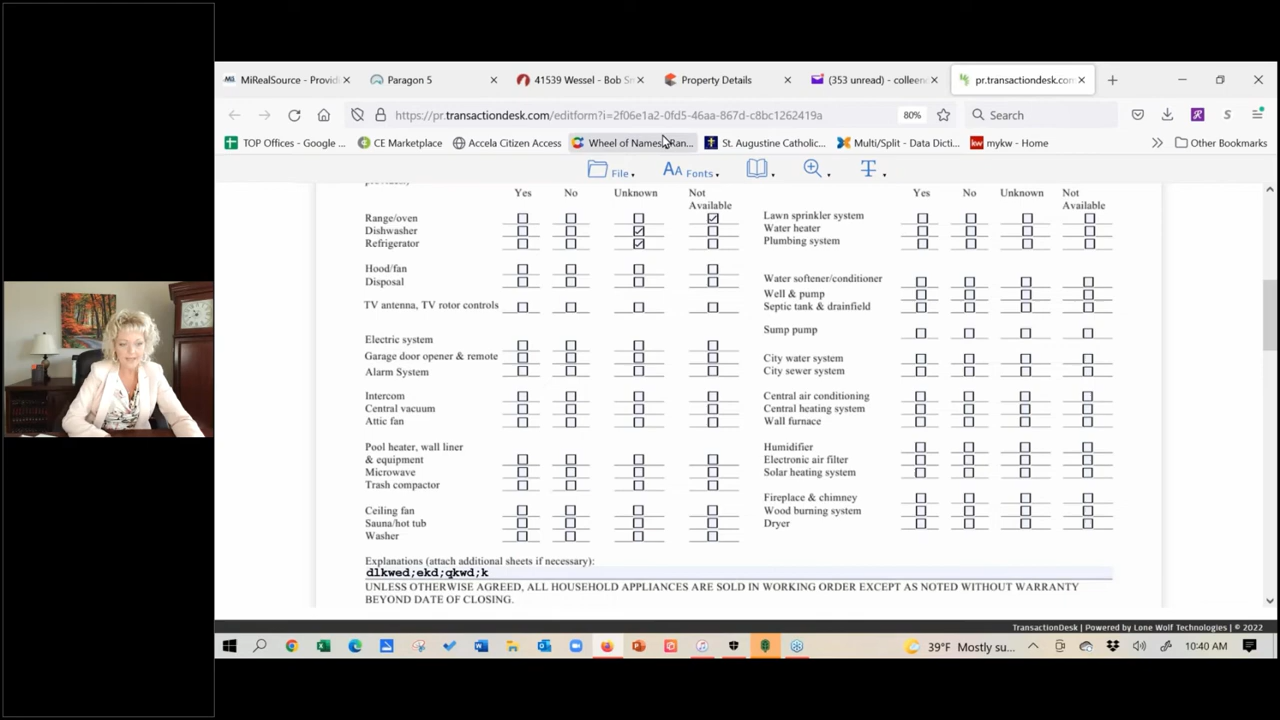 MiRealSource - Providi
Paragon 5
41539 Wessel - Bob Sn
Property Details
(353 unread) - colleen
pr.transactiondesk.com
https://pr.transactiondesk.com/editform?i=2f06e1a2-0fd5-46aa-867d-c8bc1262419a
80%
Search
TOP Offices - Google ...
CE Marketplace
Accela Citizen Access
Wheel of Names | Ran...
St. Augustine Catholic...
Multi/Split - Data Dicti...
mykw - Home
Other Bookmarks
File
Fonts
Yes No Unknown Not Available
Range/oven
Dishwasher
Refrigerator
Hood/fan
Disposal
TV antenna, TV rotor controls
Electric system
Garage door opener & remote
Alarm System
Intercom
Central vacuum
Attic fan
Pool heater, wall liner
& equipment
Microwave
Trash compactor
Ceiling fan
Sauna/hot tub
Washer
Yes No Unknown Not Available
Lawn sprinkler system
Water heater
Plumbing system
Water softener/conditioner
Well & pump
Septic tank & drainfield
Sump pump
City water system
City sewer system
Central air conditioning
Central heating system
Wall furnace
Humidifier
Electronic air filter
Solar heating system
Fireplace & chimney
Wood burning system
Dryer
Explanations (attach additional sheets if necessary):
dlkwed;ekd;qkwd;k
UNLESS OTHERWISE AGREED, ALL HOUSEHOLD APPLIANCES ARE SOLD IN WORKING ORDER EXCEPT AS NOTED WITHOUT WARRANTY
BEYOND DATE OF CLOSING.
TransactionDesk | Powered by Lone Wolf Technologies | © 2022
39°F Mostly su...
10:40 AM